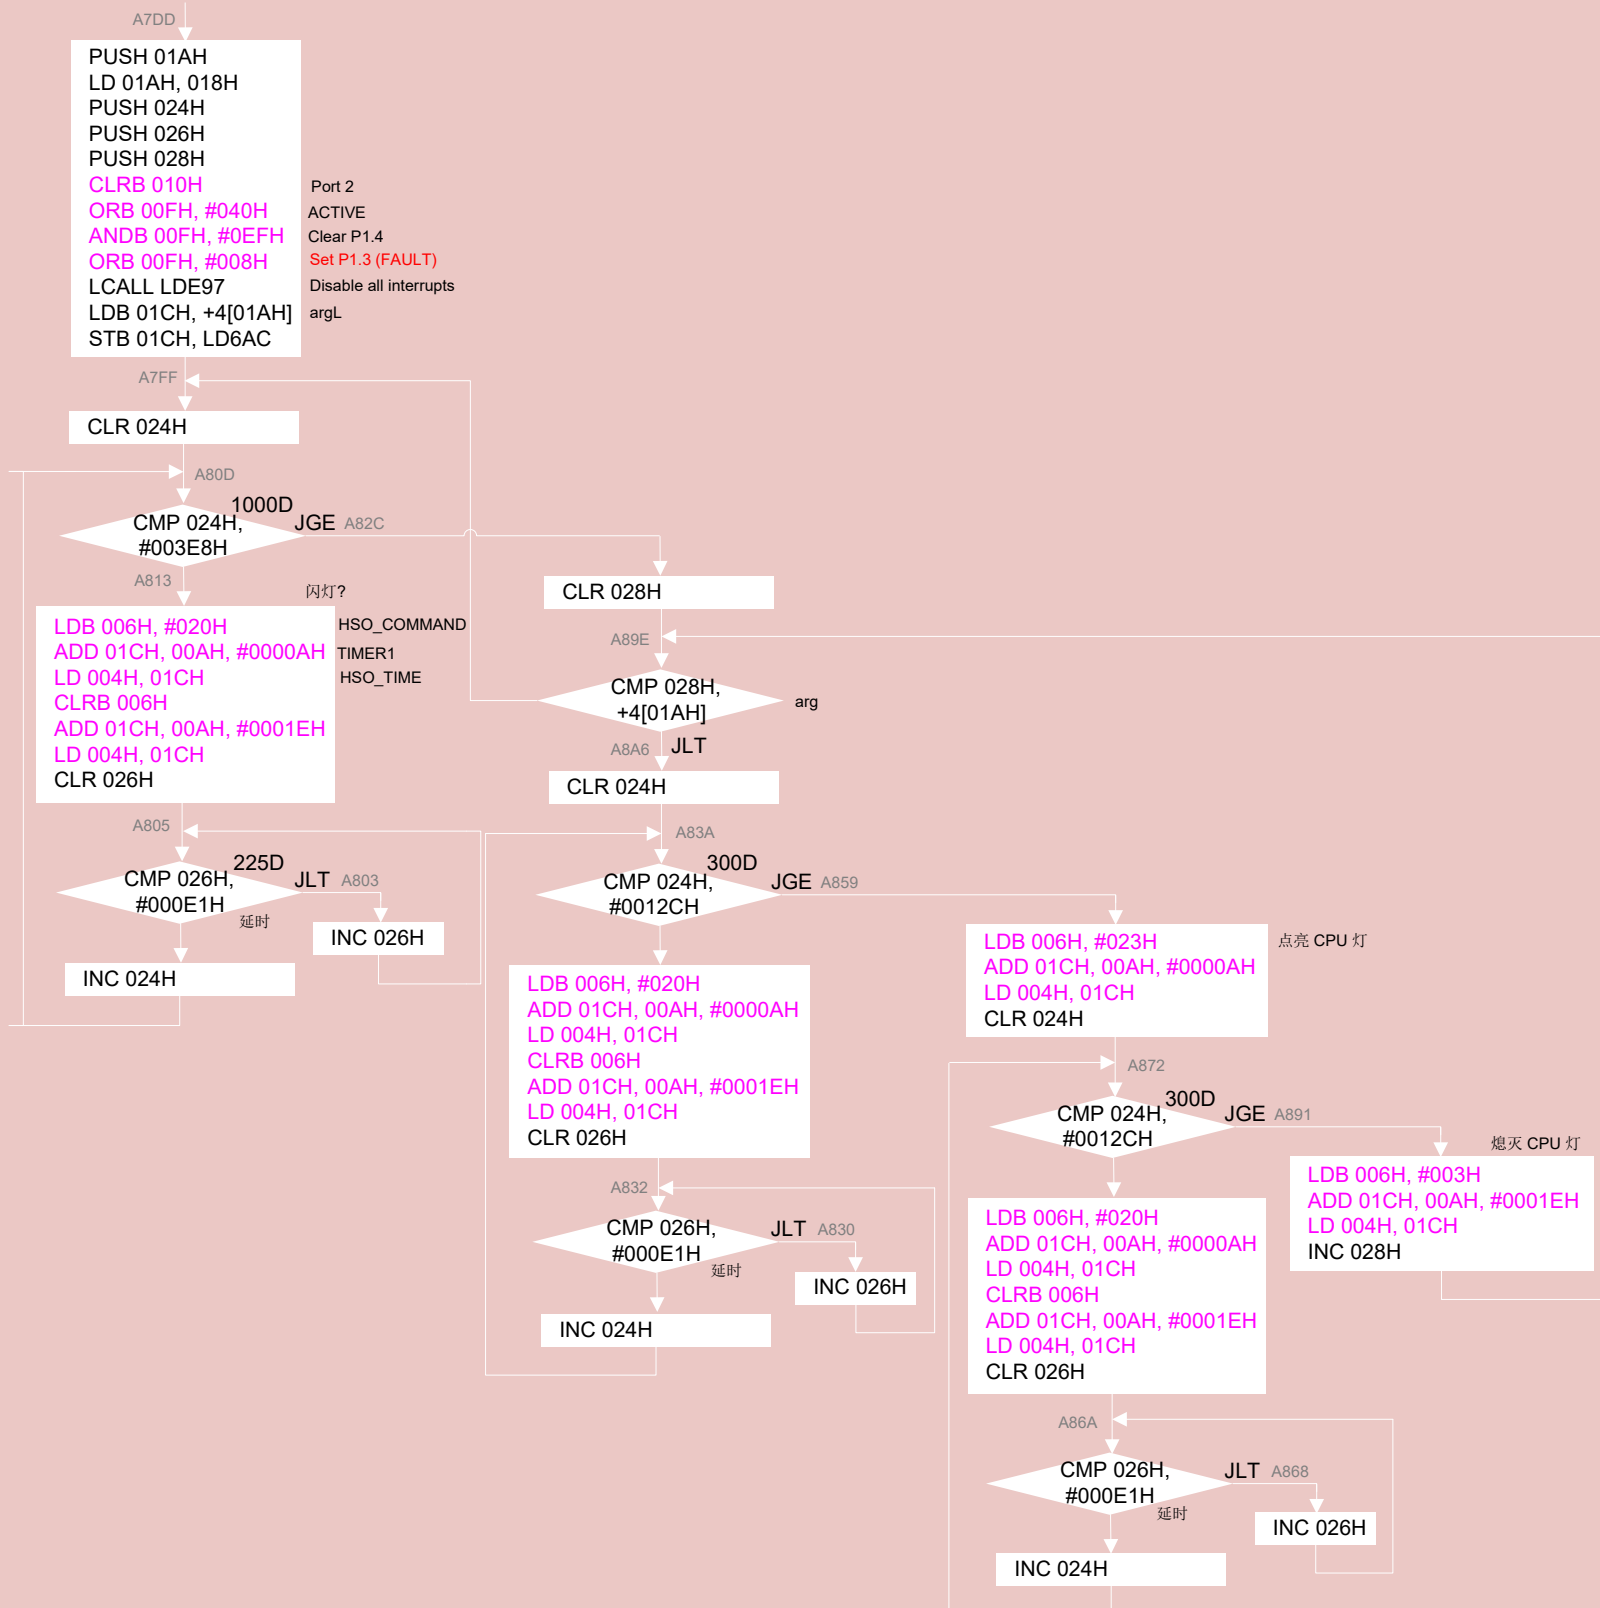 A7DD
PUSH 01AH
LD 01AH, 018H
PUSH 024H
PUSH 026H
PUSH 028H
CLRB 010H
Port 2
ORB 00FH, #040H
ACTIVE
ANDB 00FH, #0EFH
Clear P1.4
ORB 00FH, #008H
Set P1.3 (FAULT)
LCALL LDE97
Disable all interrupts
LDB 01CH, +4[01AH]
argL
STB 01CH, LD6AC
A7FF
CLR 024H
A80D
1000D
CMP 024H,
#003E8H
JGE
A82C
A813
闪灯?
LDB 006H, #020H
HSO_COMMAND
ADD 01CH, 00AH, #0000AH
TIMER1
LD 004H, 01CH
HSO_TIME
CLRB 006H
ADD 01CH, 00AH, #0001EH
LD 004H, 01CH
CLR 026H
A805
225D
CMP 026H,
#000E1H
JLT
A803
延时
INC 026H
INC 024H
CLR 028H
A89E
CMP 028H,
+4[01AH]
arg
A8A6
JLT
CLR 024H
A83A
300D
CMP 024H,
#0012CH
JGE
A859
LDB 006H, #020H
ADD 01CH, 00AH, #0000AH
LD 004H, 01CH
CLRB 006H
ADD 01CH, 00AH, #0001EH
LD 004H, 01CH
CLR 026H
A832
CMP 026H,
#000E1H
JLT
A830
延时
INC 026H
INC 024H
LDB 006H, #023H
点亮 CPU 灯
ADD 01CH, 00AH, #0000AH
LD 004H, 01CH
CLR 024H
A872
300D
CMP 024H,
#0012CH
JGE
A891
熄灭 CPU 灯
LDB 006H, #003H
ADD 01CH, 00AH, #0001EH
LD 004H, 01CH
INC 028H
LDB 006H, #020H
ADD 01CH, 00AH, #0000AH
LD 004H, 01CH
CLRB 006H
ADD 01CH, 00AH, #0001EH
LD 004H, 01CH
CLR 026H
A86A
CMP 026H,
#000E1H
JLT
A868
延时
INC 026H
INC 024H